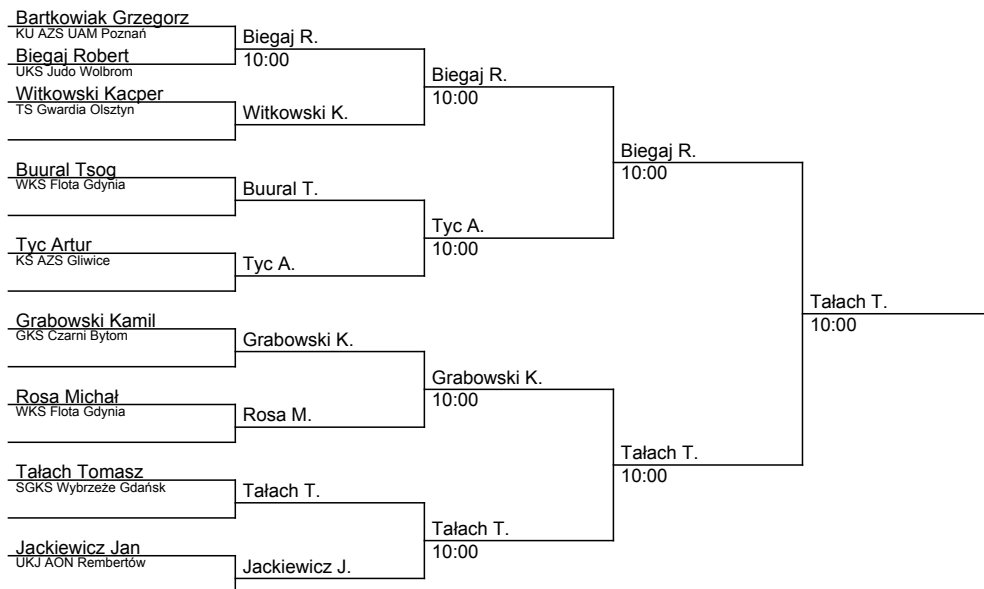 Bartkowiak Grzegorz
KU AZS UAM Poznań
Biegaj R.
10:00
Biegaj Robert
UKS Judo Wolbrom
Biegaj R.
10:00
Witkowski Kacper
TS Gwardia Olsztyn
Witkowski K.
Biegaj R.
10:00
Buural Tsog
WKS Flota Gdynia
Buural T.
Tyc A.
10:00
Tyc Artur
KS AZS Gliwice
Tyc A.
Tałach T.
10:00
Grabowski Kamil
GKS Czarni Bytom
Grabowski K.
Grabowski K.
10:00
Rosa Michał
WKS Flota Gdynia
Rosa M.
Tałach T.
10:00
Tałach Tomasz
SGKS Wybrzeże Gdańsk
Tałach T.
Tałach T.
10:00
Jackiewicz Jan
UKJ AON Rembertów
Jackiewicz J.